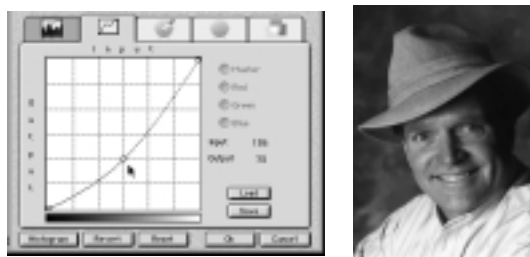 Input
Output
Master
Red
Green
Blue
Input
Output
Load
Save
Histogram
Reset
Ok
Cancel